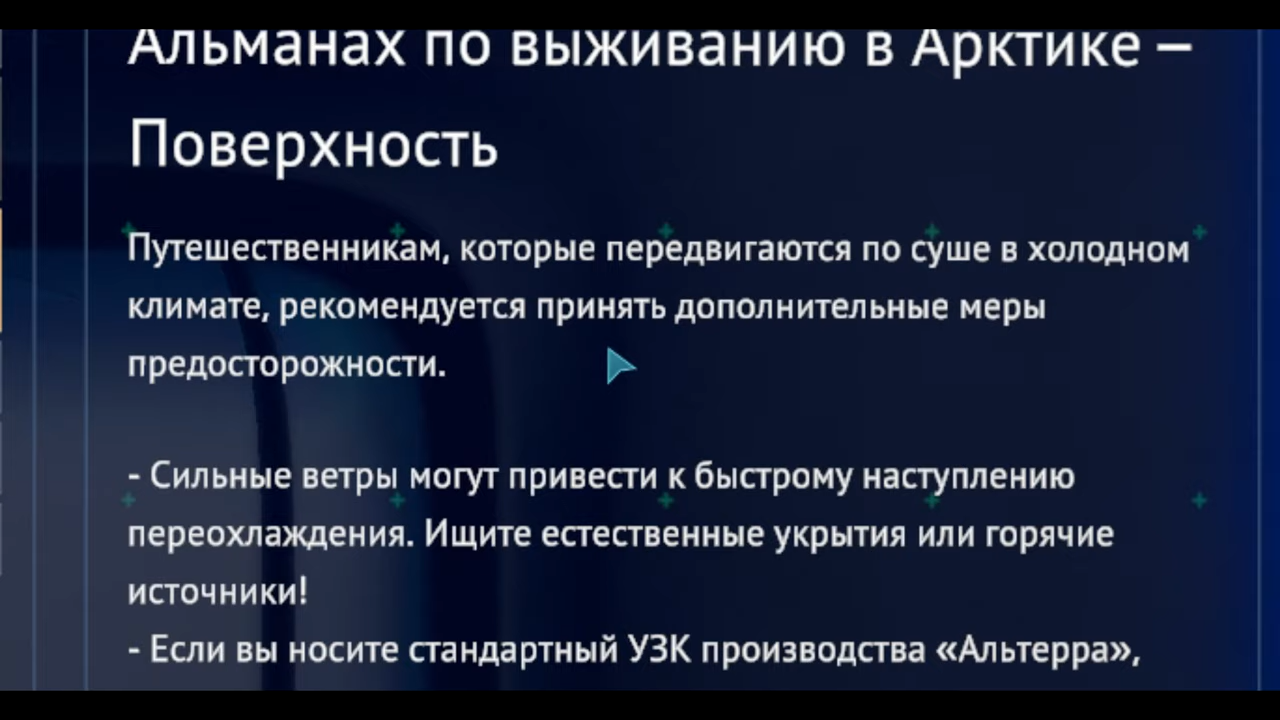 Альманах по выживанию в Арктике –
Поверхность
Путешественникам, которые передвигаются по суше в холодном
климате, рекомендуется принять дополнительные меры
предосторожности.
- Сильные ветры могут привести к быстрому наступлению
переохлаждения. Ищите естественные укрытия или горячие
источники!
- Если вы носите стандартный УЗК производства «Альтерра»,